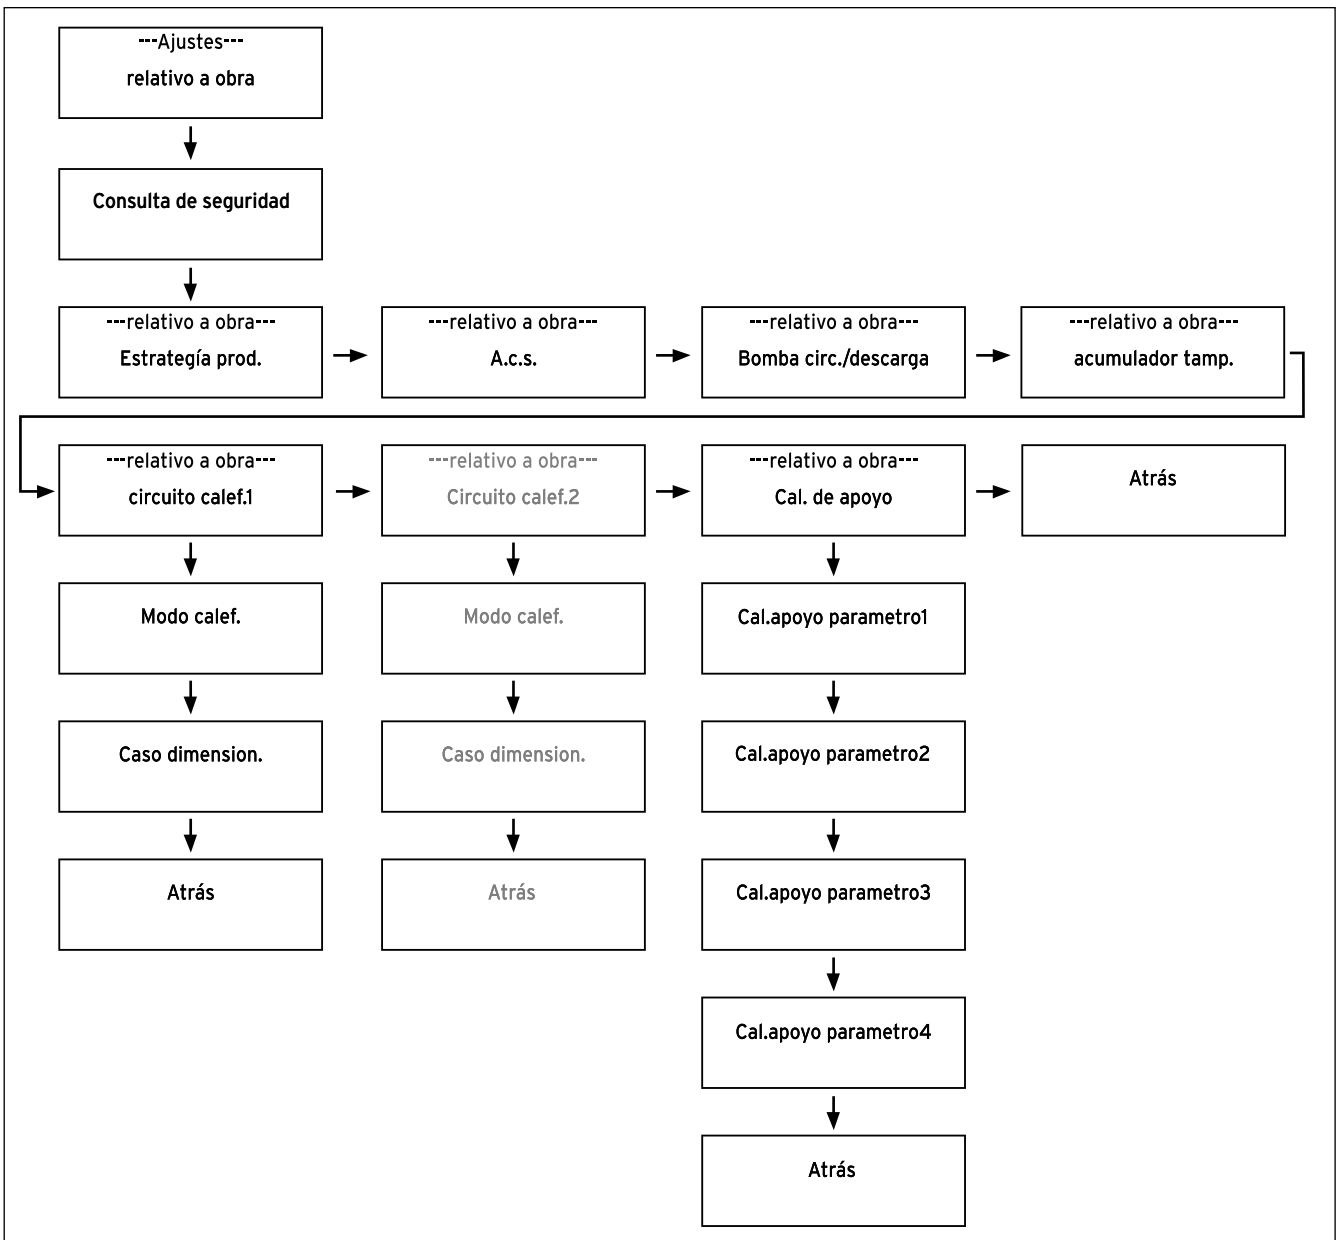 ---Ajustes---
relativo a obra
Consulta de seguridad
---relativo a obra---
Estrategía prod.
---relativo a obra---
A.c.s.
---relativo a obra---
Bomba circ./descarga
---relativo a obra---
acumulador tamp.
---relativo a obra---
circuito calef.1
---relativo a obra---
Circuito calef.2
---relativo a obra---
Cal. de apoyo
Atrás
Modo calef.
Modo calef.
Cal.apoyo parametro1
Caso dimension.
Caso dimension.
Cal.apoyo parametro2
Atrás
Atrás
Cal.apoyo parametro3
Cal.apoyo parametro4
Atrás